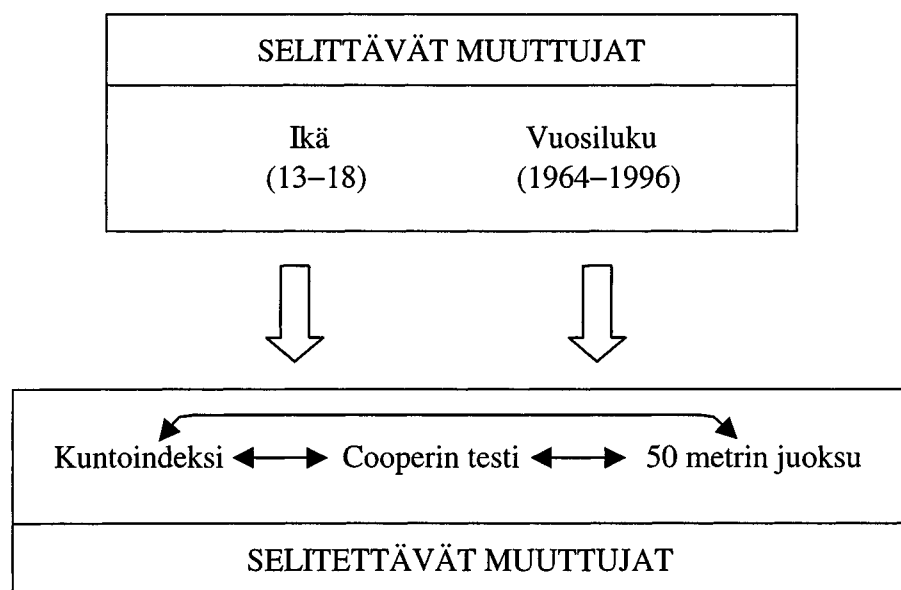 SELITTÄVÄT MUUTTUJAT
Ikä Vuosiluku
(13–18) (1964–1996)
Kuntoindeksi Cooperin testi 50 metrin juoksu
SELITETTÄVÄT MUUTTUJAT